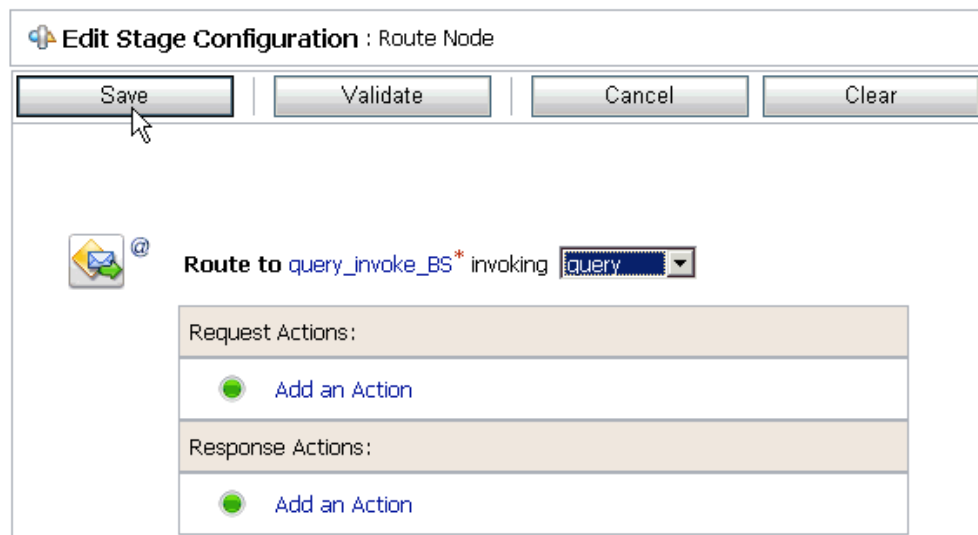 Edit Stage Configuration : Route Node
Save Validate Cancel Clear
@
Route to query_invoke_BS* invoking query
Request Actions:
Add an Action
Response Actions:
Add an Action